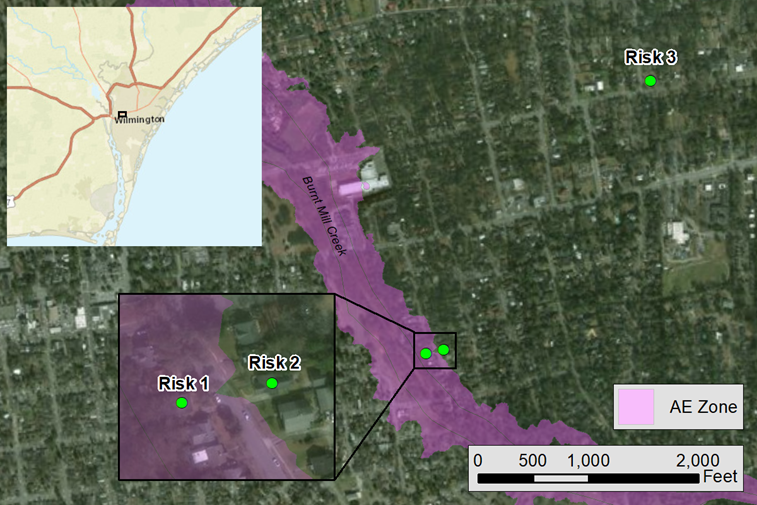 Risk 3
Wilmington
Burnt Mill Creek
Risk 2
Risk 1
AE Zone
0 500 1,000 2,000
Feet